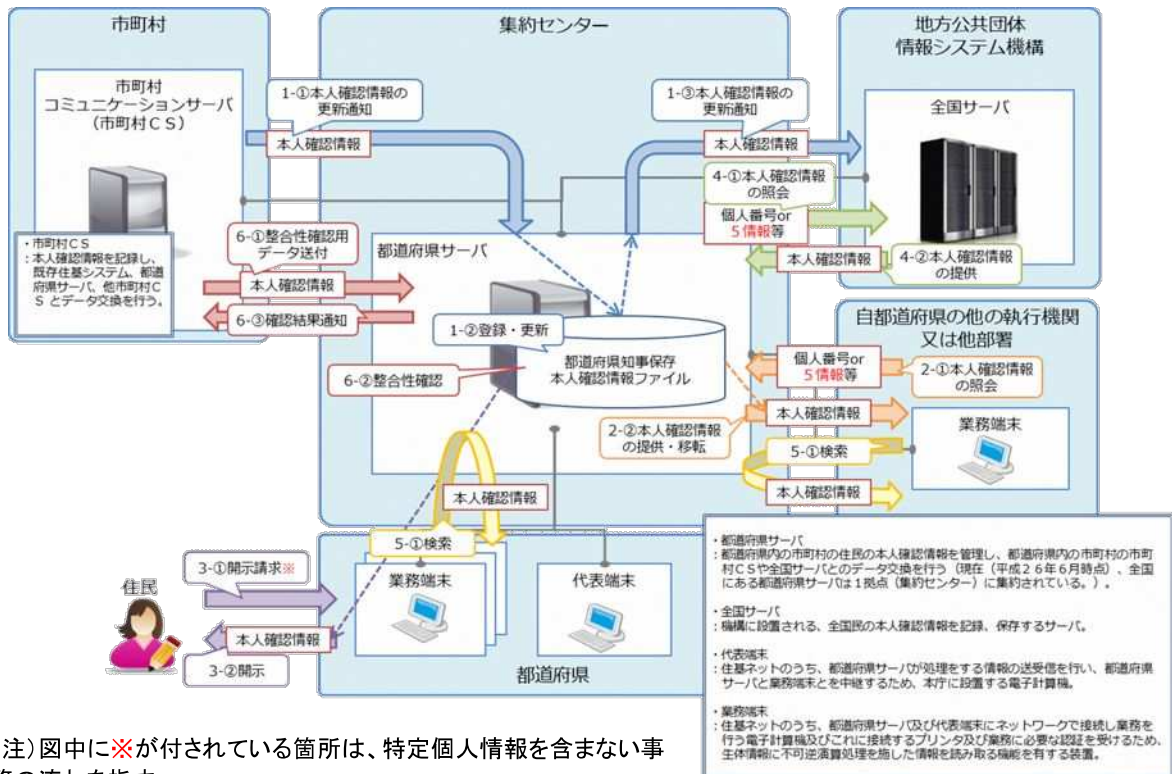 市町村
集約センター
地方公共団体
情報システム機構
市町村
コミュニケーションサーバ
(市町村CS)
1-①本人確認情報の
更新通知
本人確認情報
1-③本人確認情報の
更新通知
本人確認情報
全国サーバ
4-①本人確認情報
の照会
個人番号or
5情報等
本人確認情報
4-②本人確認情報
の提供
・市町村CS
:本人確認情報を記録し、
既存住基システム、都道
府県サーバ、他市町村C
S とデータ交換を行う。
6-①整合性確認用
データ送付
本人確認情報
6-③確認結果通知
都道府県サーバ
1-②登録・更新
都道府県知事保存
本人確認情報ファイル
6-②整合性確認
自都道府県の他の執行機関
又は他部署
個人番号or
5情報等
2-①本人確認情報
の照会
本人確認情報
2-②本人確認情報
の提供・移転
業務端末
5-①検索
本人確認情報
本人確認情報
5-①検索
住民
3-①開示請求※
本人確認情報
3-②開示
業務端末
代表端末
都道府県
・都道府県サーバ
:都道府県内の市町村の住民の本人確認情報を管理し、都道府県内の市町村の市町
村CSや全国サーバとのデータ交換を行う(現在(平成26年6月時点)、全国
にある都道府県サーバは1拠点(集約センター)に集約されている。)。
・全国サーバ
:機構に設置される、全国民の本人確認情報を記録、保存するサーバ。
・代表端末
:住基ネットのうち、都道府県サーバが処理をする情報の送受信を行い、都道府県
サーバと業務端末とを中継するため、本庁に設置する電子計算機。
・業務端末
:住基ネットのうち、都道府県サーバ及び代表端末にネットワークで接続し業務を
行う電子計算機及びこれに接続するプリンタ及び業務に必要な認証を受けるため、
生体情報に不可逆演算処理を施した情報を読み取る機能を有する装置。
注)図中に※が付されている箇所は、特定個人情報を含まない事
の流れを指す